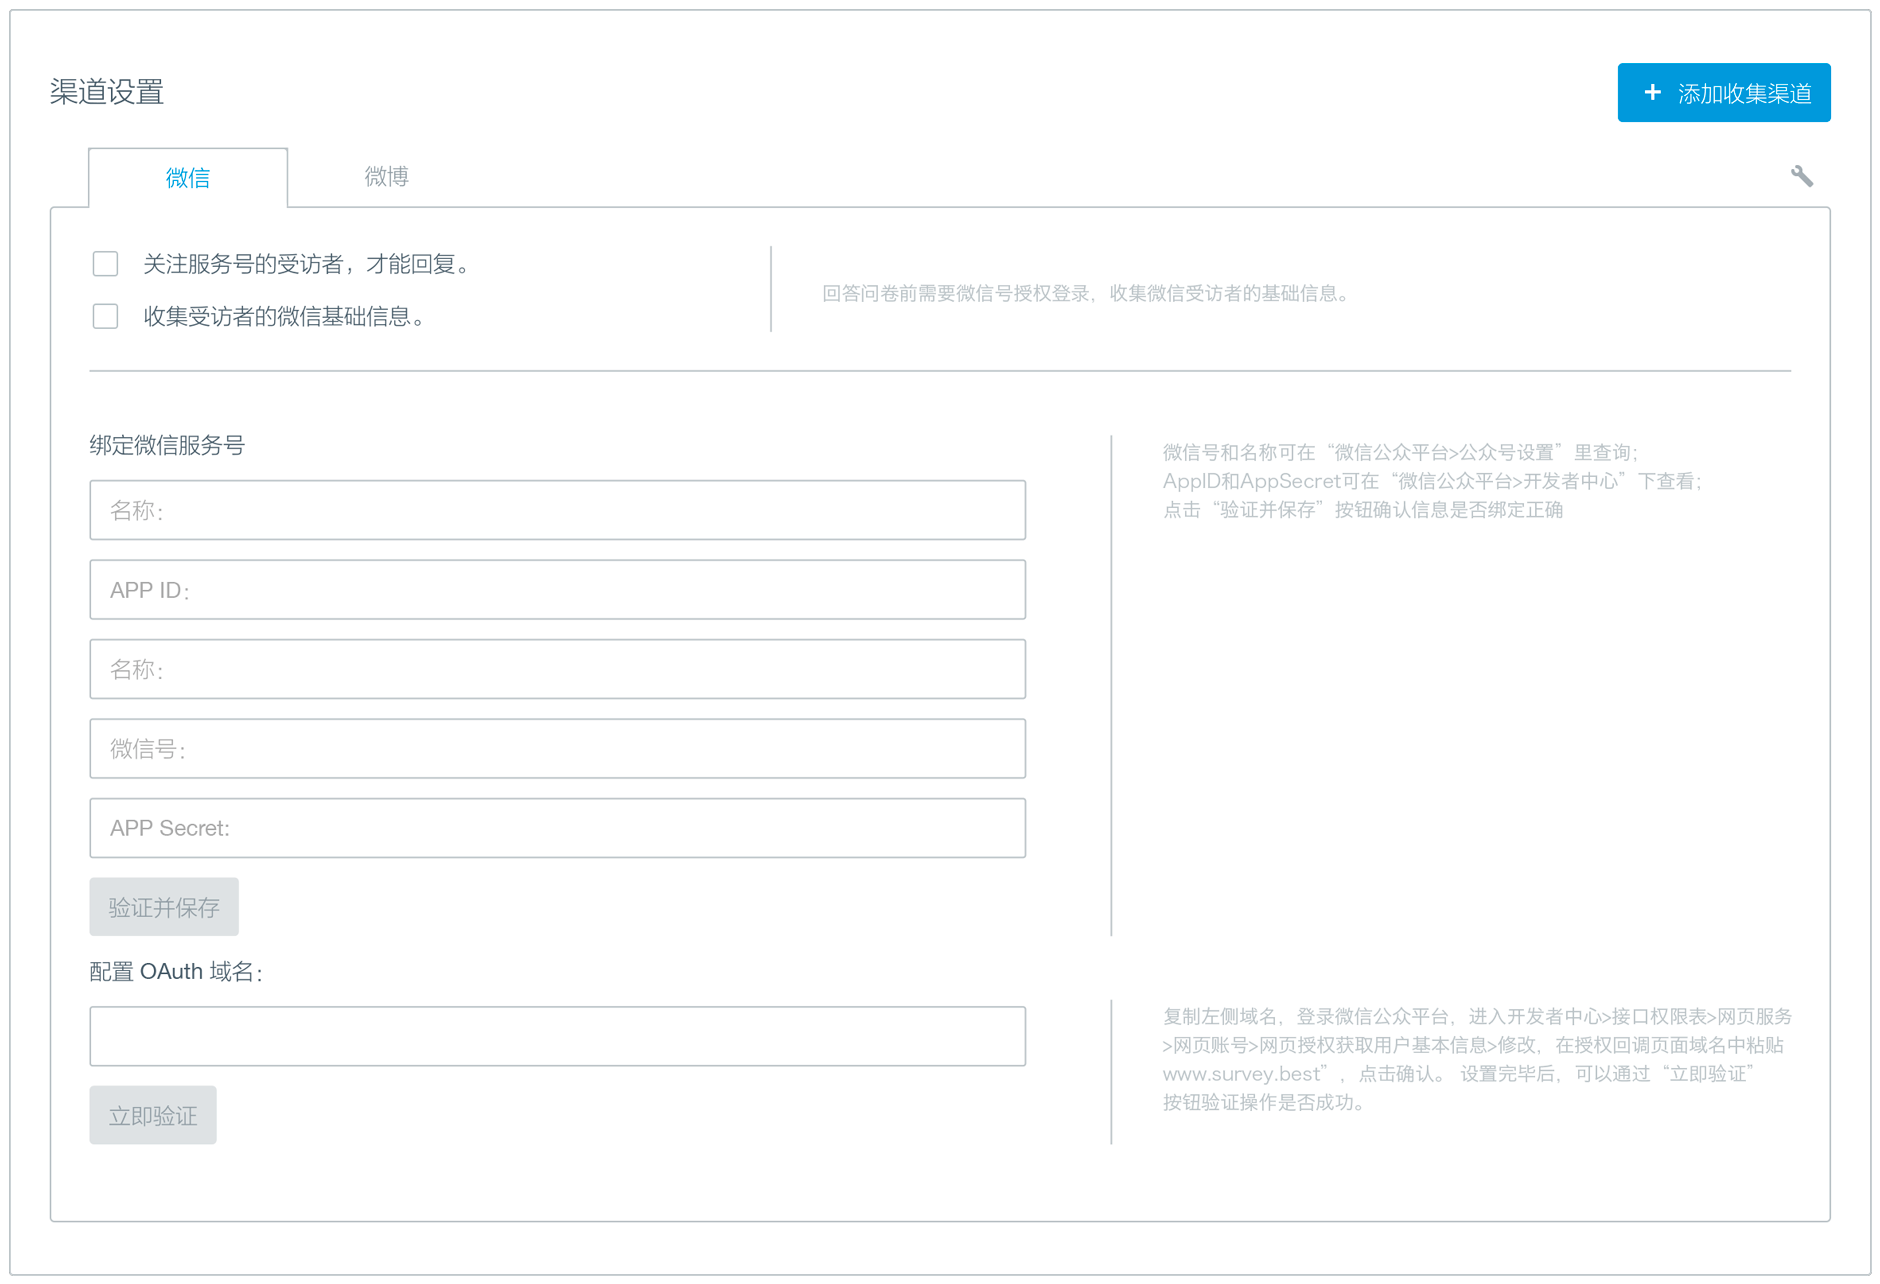 渠道设置
+ 添加收集渠道
微信
微博
关注服务号的受访者，才能回复。
收集受访者的微信基础信息。
回答问卷前需要微信号授权登录，收集微信受访者的基础信息。
绑定微信服务号
名称：
APP ID：
名称：
微信号：
APP Secret:
验证并保存
微信号和名称可在“微信公众平台>公众号设置”里查询；
AppID和AppSecret可在“微信公众平台>开发者中心”下查看；
点击“验证并保存”按钮确认信息是否绑定正确
配置 OAuth 域名：
立即验证
复制左侧域名，登录微信公众平台，进入开发者中心>接口权限表>网页服务
>网页账号>网页授权获取用户基本信息>修改，在授权回调页面域名中粘贴
www.survey.best”，点击确认。 设置完毕后，可以通过“立即验证”
按钮验证操作是否成功。